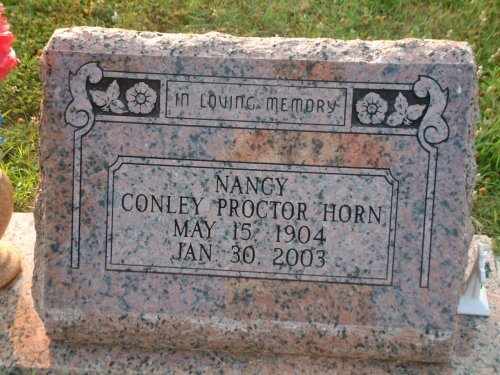 IN LOVING MEMORY
NANCY
CONLEY PROCTOR HORN
MAY 15, 1904
JAN. 30, 2003